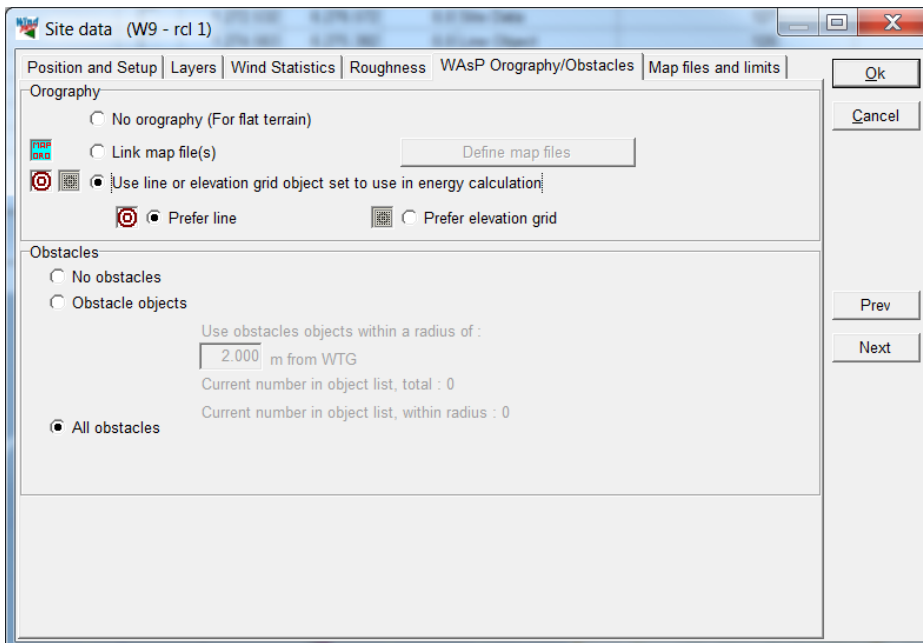 Site data (W9 - rcl 1)
Position and Setup Layers Wind Statistics Roughness WAsP Orography/Obstacles Map files and limits
Ok
Cancel
Prev
Next
Orography
No orography (For flat terrain)
MAP ORO
Link map file(s) Define map files
Use line or elevation grid object set to use in energy calculation
Prefer line Prefer elevation grid
Obstacles
No obstacles
Obstacle objects
Use obstacles objects within a radius of :
2.000 m from WTG
Current number in object list, total : 0
Current number in object list, within radius : 0
All obstacles